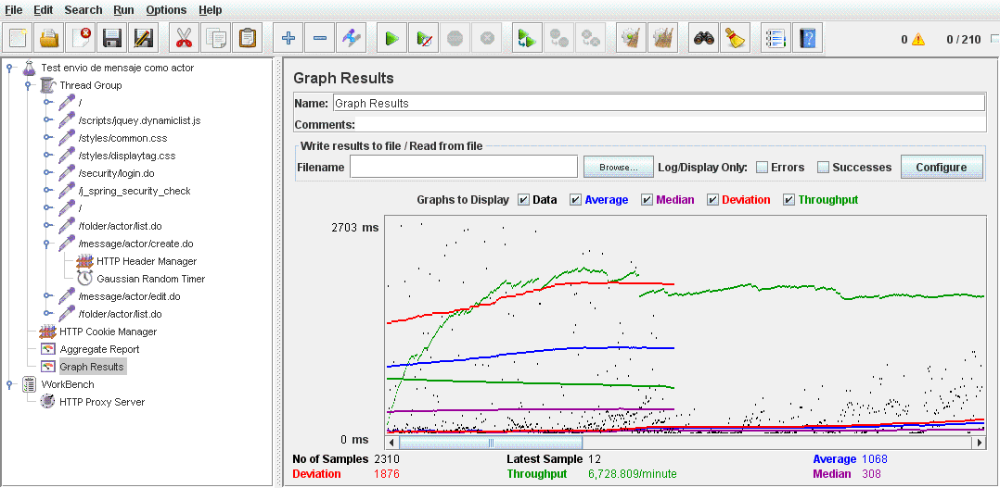 File Edit Search Run Options Help
0 0 / 210
Test envio de mensaje como actor
Thread Group
/
/scripts/jquey.dynamiclist.js
/styles/common.css
/styles/displaytag.css
/security/login.do
/j_spring_security_check
/
/folder/actor/list.do
/message/actor/create.do
HTTP Header Manager
Gaussian Random Timer
/message/actor/edit.do
/folder/actor/list.do
HTTP Cookie Manager
Aggregate Report
Graph Results
WorkBench
HTTP Proxy Server
Graph Results
Name: Graph Results
Comments:
Write results to file / Read from file
Filename Browse... Log/Display Only: Errors Successes Configure
Graphs to Display Data Average Median Deviation Throughput
2703 ms
0 ms
No of Samples 2310 Latest Sample 12 Average 1068
Deviation 1876 Throughput 6,728.809/minute Median 308